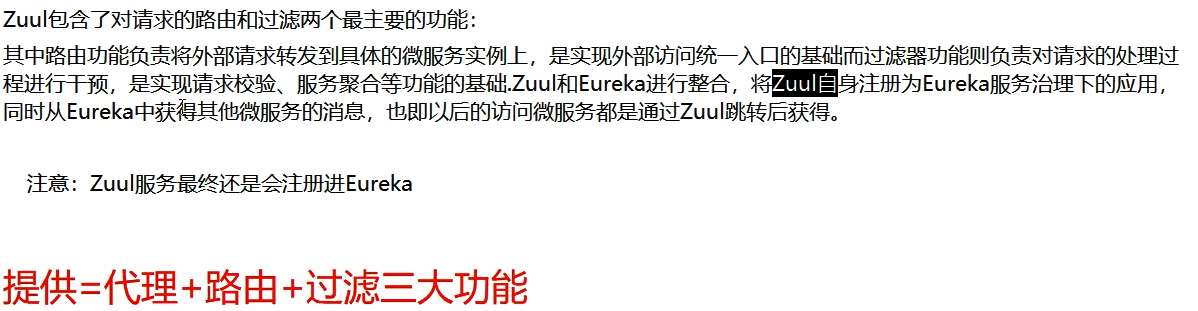 Zuul包含了对请求的路由和过滤两个最主要的功能：
其中路由功能负责将外部请求转发到具体的微服务实例上，是实现外部访问统一入口的基础而过滤器功能则负责对请求的处理过
程进行干预，是实现请求校验、服务聚合等功能的基础.Zuul和Eureka进行整合，将Zuul自身注册为Eureka服务治理下的应用，
同时从Eureka中获得其他微服务的消息，也即以后的访问微服务都是通过Zuul跳转后获得。
注意：Zuul服务最终还是会注册进Eureka
提供=代理+路由+过滤三大功能